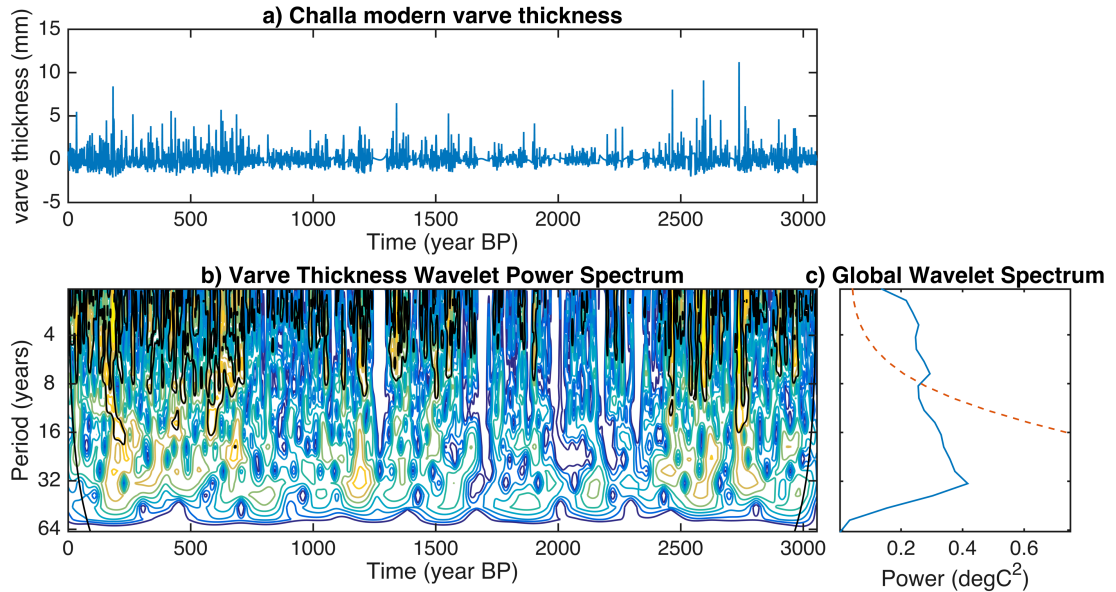 a) Challa modern varve thickness
varve thickness (mm)
15
10
5
0
-5
0 500 1000 1500 2000 2500 3000
Time (year BP)
b) Varve Thickness Wavelet Power Spectrum
Period (years)
4
8
16
32
64
0 500 1000 1500 2000 2500 3000
Time (year BP)
c) Global Wavelet Spectrum
0.2 0.4 0.6
Power (degC²)